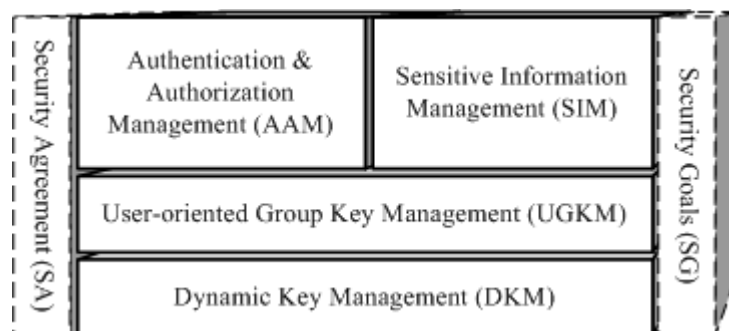 Security Agreement (SA)
Authentication &
Authorization
Management (AAM)
Sensitive Information
Management (SIM)
User-oriented Group Key Management (UGKM)
Dynamic Key Management (DKM)
Security Goals (SG)